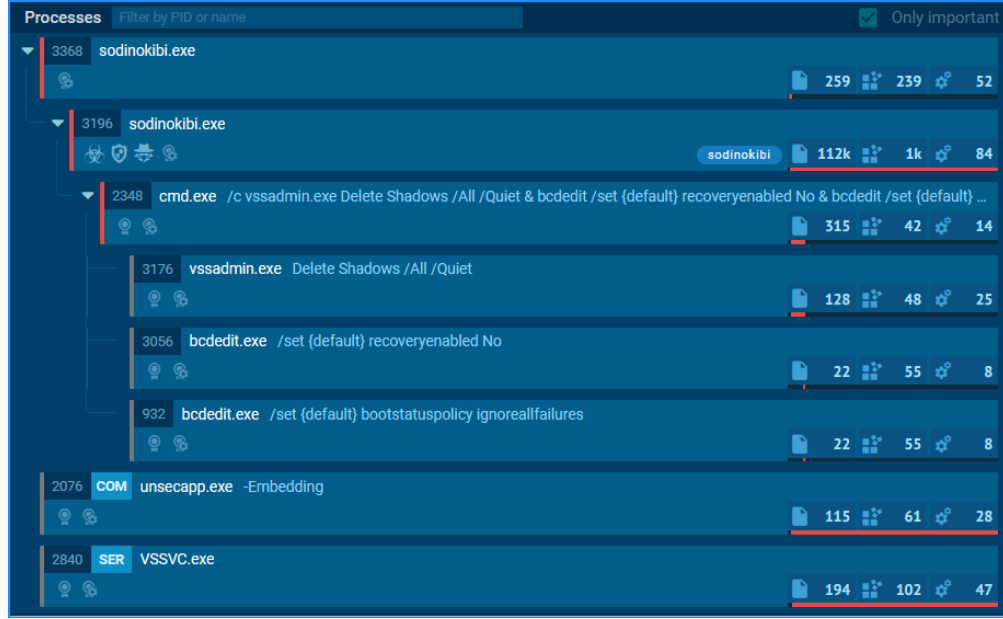 Processes Filter by PID or name Only important
3368 sodinokibi.exe
259 239 52
3196 sodinokibi.exe
sodinokibi 112k 1k 84
2348 cmd.exe /c vssadmin.exe Delete Shadows /All /Quiet & bcdedit /set {default} recoveryenabled No & bcdedit /set {default} ...
315 42 14
3176 vssadmin.exe Delete Shadows /All /Quiet
128 48 25
3056 bcdedit.exe /set {default} recoveryenabled No
22 55 8
932 bcdedit.exe /set {default} bootstatuspolicy ignoreallfailures
22 55 8
2076 COM unsecapp.exe -Embedding
115 61 28
2840 SER VSSVC.exe
194 102 47